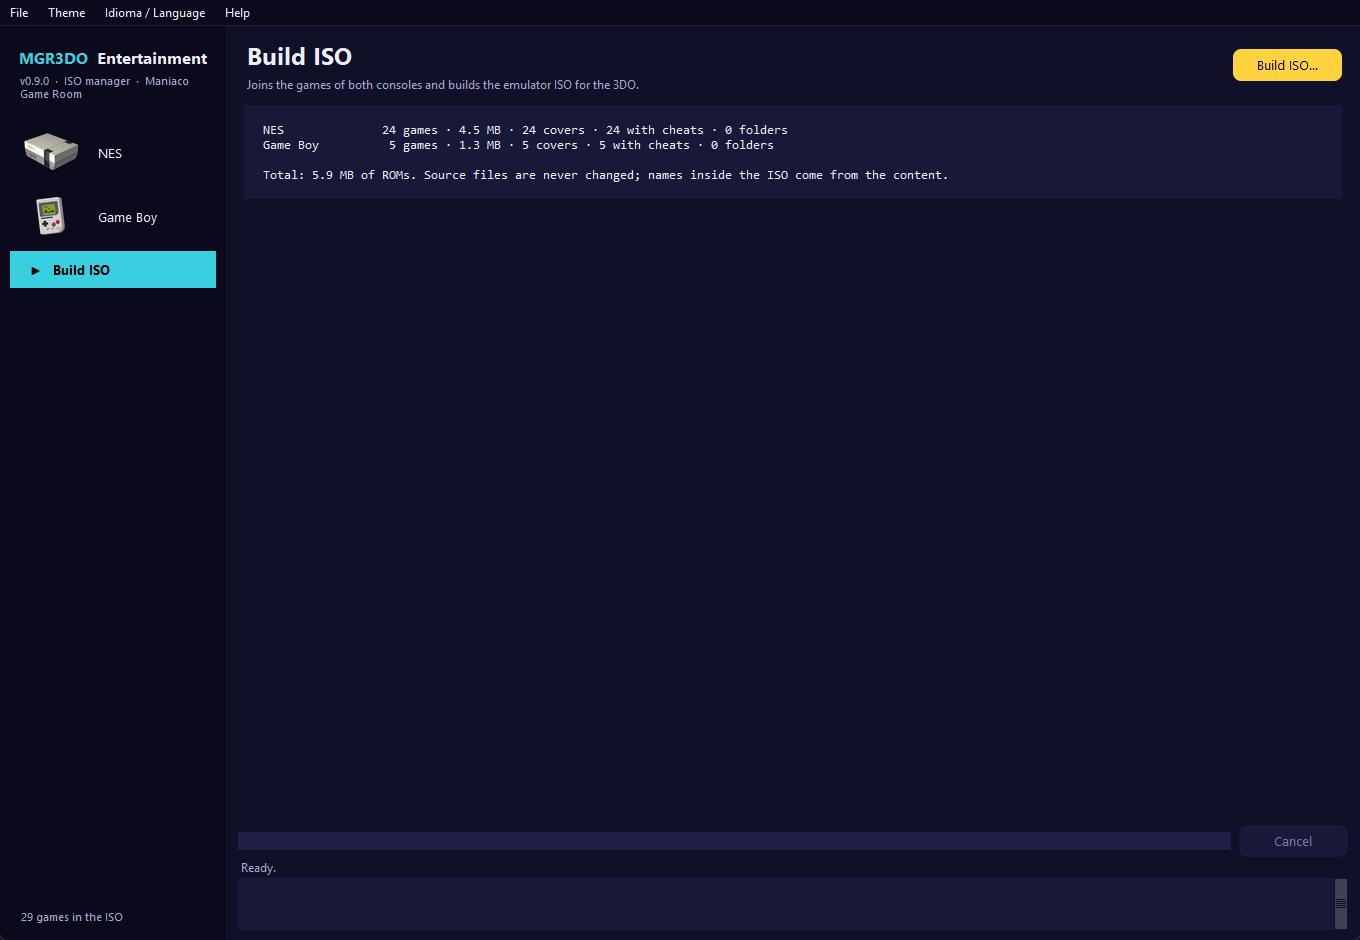 File Theme Idioma / Language Help
MGR3DO Entertainment
v0.9.0 · ISO manager · Maniaco
Game Room
NES
Game Boy
► Build ISO
29 games in the ISO
Build ISO
Joins the games of both consoles and builds the emulator ISO for the 3DO.
Build ISO...
NES 24 games · 4.5 MB · 24 covers · 24 with cheats · 0 folders
Game Boy 5 games · 1.3 MB · 5 covers · 5 with cheats · 0 folders
Total: 5.9 MB of ROMs. Source files are never changed; names inside the ISO come from the content.
Cancel
Ready.